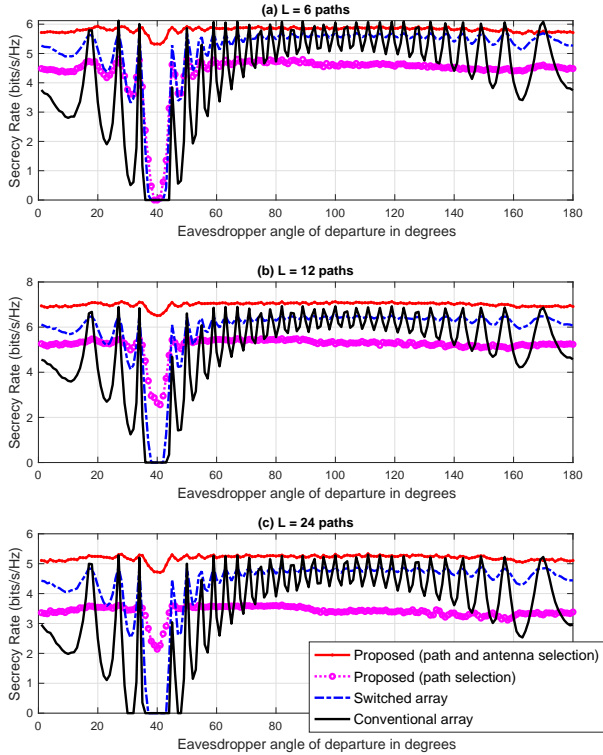 (a) L = 6 paths
6
5
4
3
2
1
0
Secrecy Rate (bits/s/Hz)
0 20 40 60 80 100 120 140 160 180
Eavesdropper angle of departure in degrees
(b) L = 12 paths
8
6
4
2
0
Secrecy Rate (bits/s/Hz)
0 20 40 60 80 100 120 140 160 180
Eavesdropper angle of departure in degrees
(c) L = 24 paths
6
5
4
3
2
1
0
Secrecy Rate (bits/s/Hz)
0 20 40 60 80
Eavesdropper angle of depart
Proposed (path and antenna selection)
Proposed (path selection)
Switched array
Conventional array